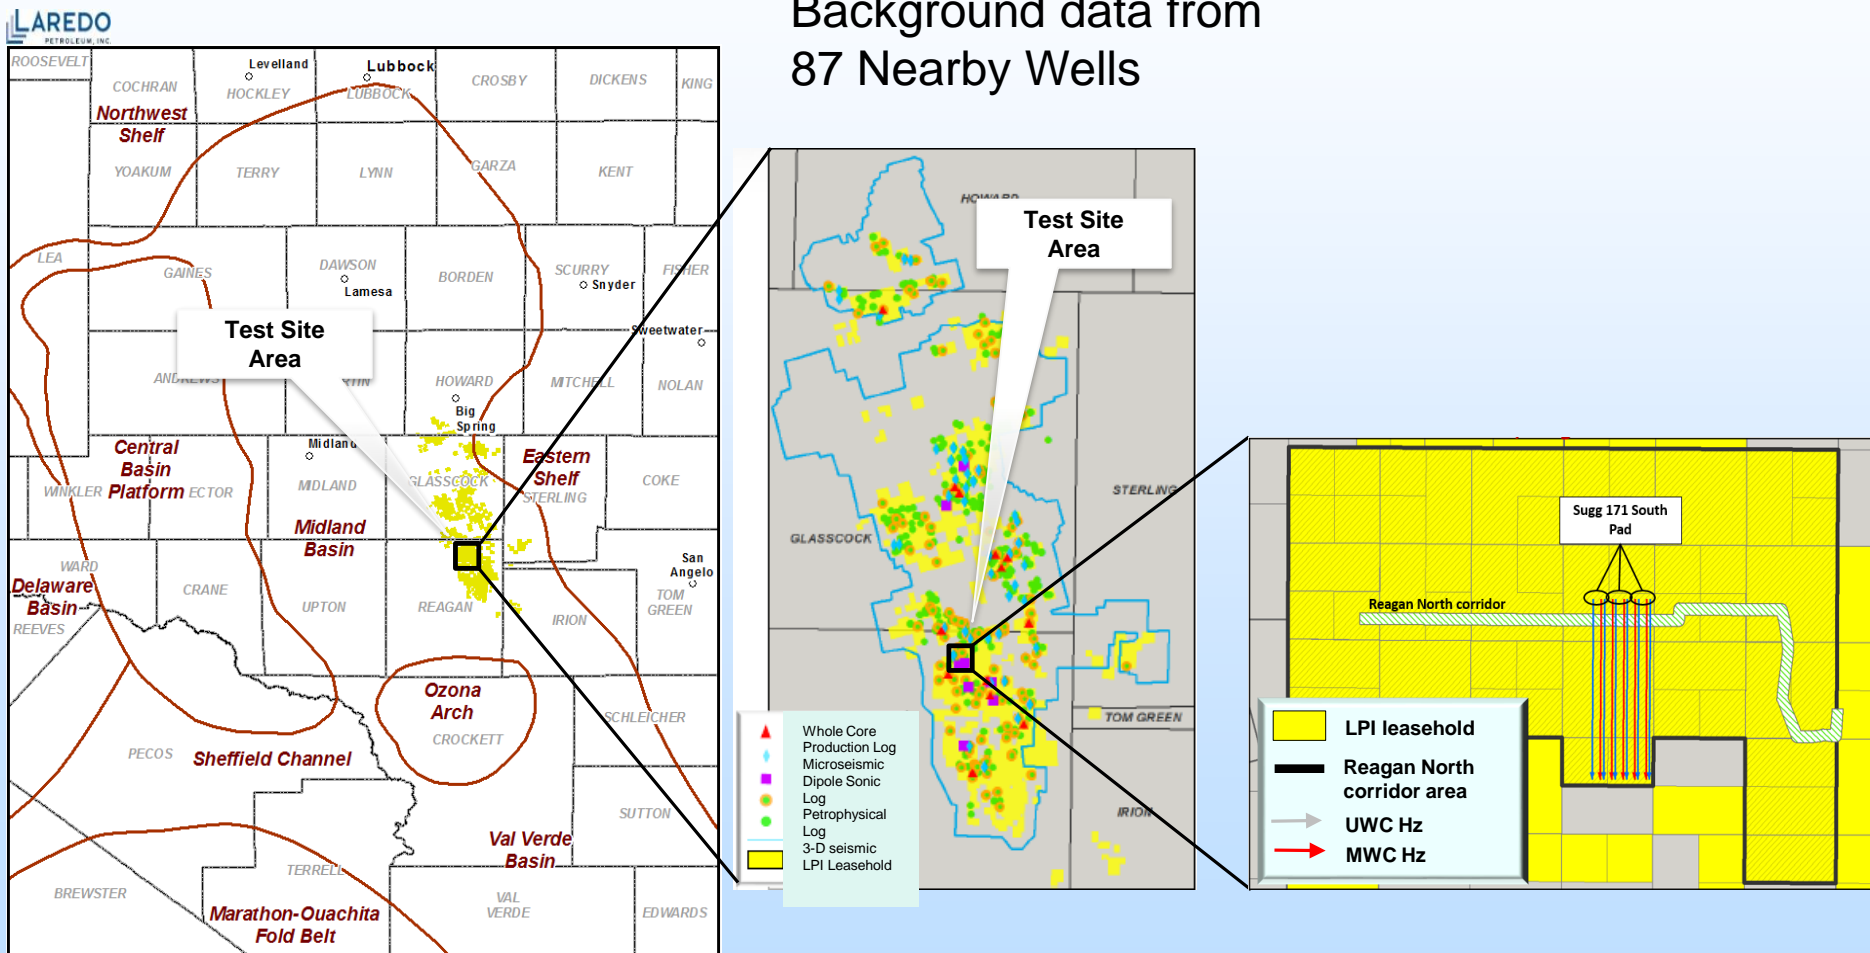 LAREDO
PETROLEUM, INC.
Background data from
87 Nearby Wells
ROOSEVELT
COCHRAN
Levelland
HOCKLEY
Lubbock
LUBBOCK
CROSBY
DICKENS
KING
Northwest
Shelf
YOAKUM
TERRY
LYNN
GARZA
KENT
LEA
GAINES
DAWSON
Lamesa
BORDEN
SCURRY
Snyder
FISHER
Test Site
Area
Sweetwater
ANDREWS
HOWARD
Big
Spring
MITCHELL
NOLAN
Central
Basin
Platform
WINKLER
ECTOR
Midland
MIDLAND
GLASSCOCK
Eastern
Shelf
STERLING
COKE
Midland
Basin
WARD
Delaware
Basin
REEVES
CRANE
UPTON
REAGAN
IRION
San
Angelo
TOM
GREEN
Ozona
Arch
CROCKETT
SCHLEICHER
PECOS
Sheffield Channel
SUTTON
Val Verde
Basin
TERRELL
BREWSTER
Marathon-Ouachita
Fold Belt
VAL
VERDE
EDWARDS
HOWARD
Test Site
Area
GLASSCOCK
STERLING
TOM GREEN
IRION
Whole Core
Production Log
Microseismic
Dipole Sonic
Log
Petrophysical
Log
3-D seismic
LPI Leasehold
Sugg 171 South
Pad
Reagan North corridor
LPI leasehold
Reagan North
corridor area
UWC Hz
MWC Hz